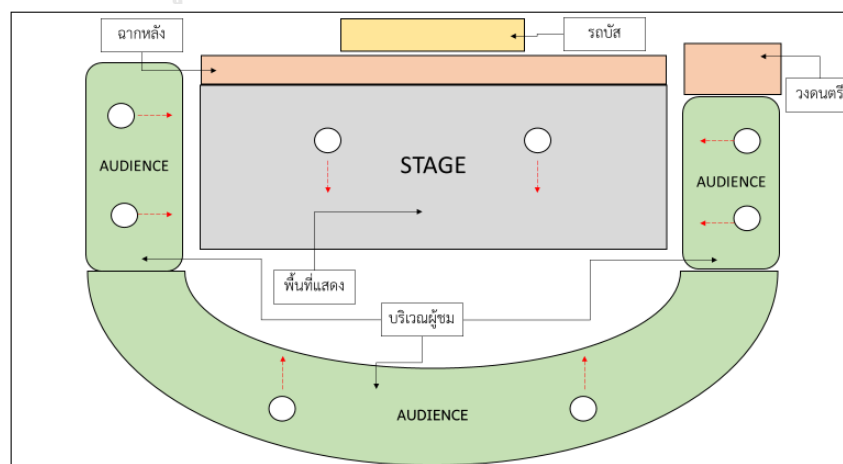 ฉากหลัง
รถบัส
วงดนตรี
AUDIENCE
STAGE
AUDIENCE
พื้นที่แสดง
บริเวณผู้ชม
AUDIENCE